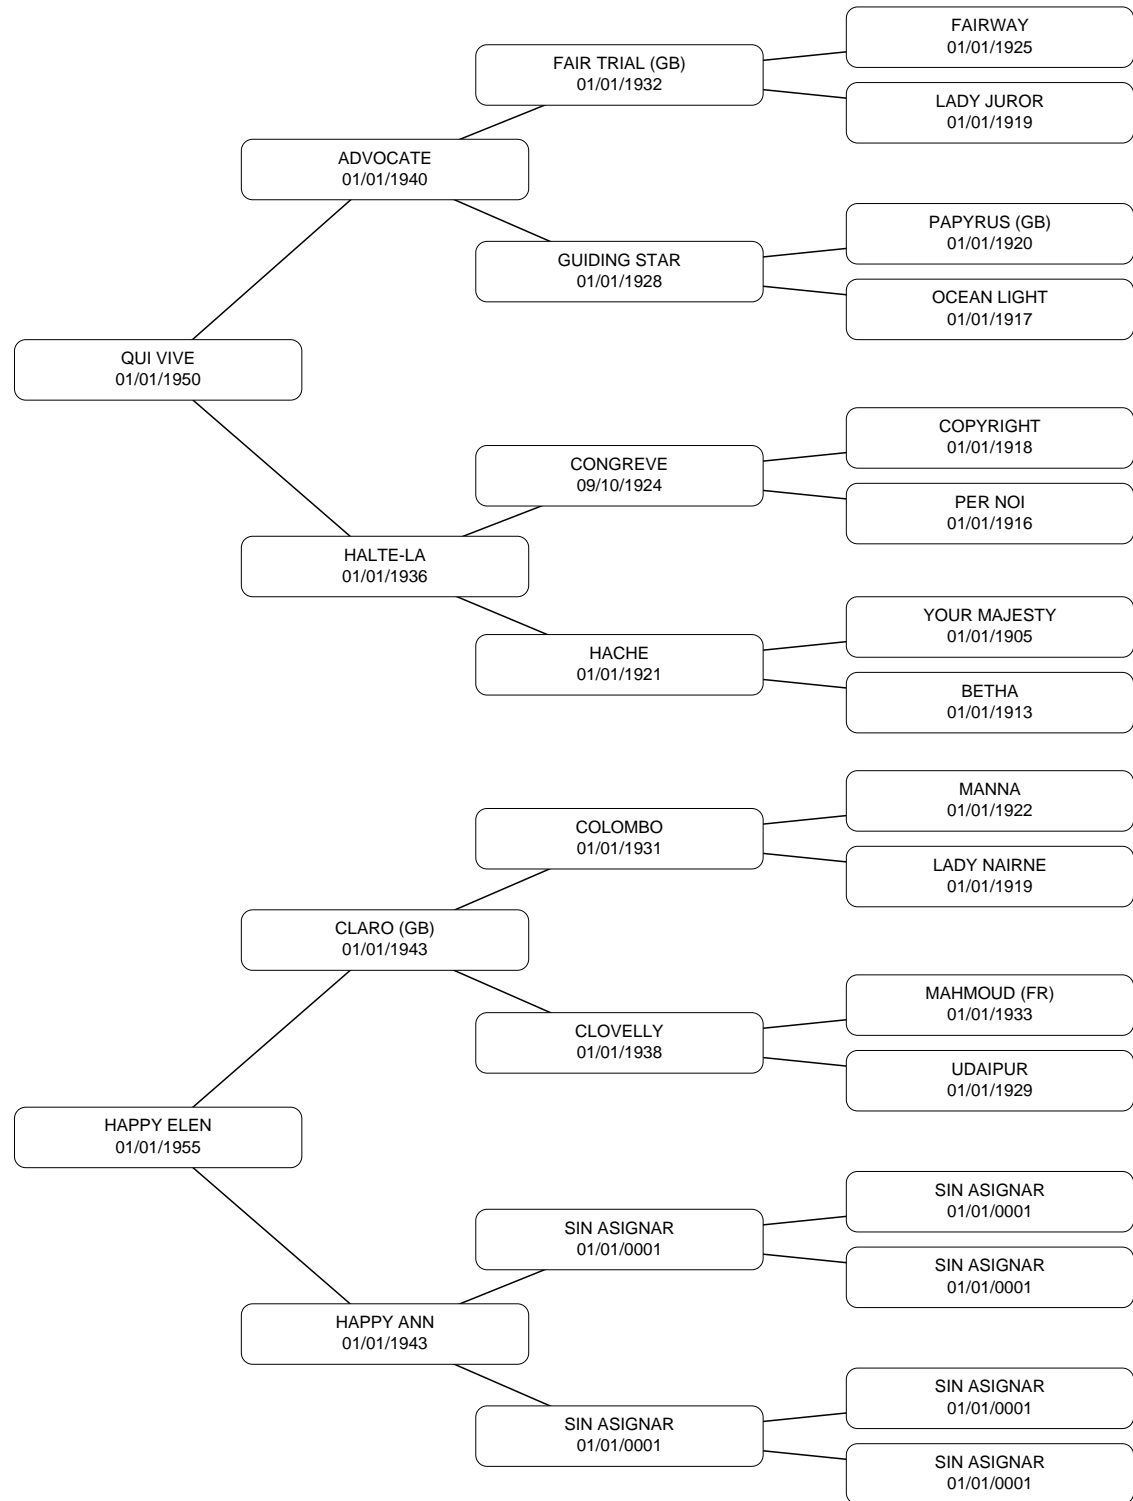 FAIRWAY
01/01/1925
FAIR TRIAL (GB)
01/01/1932
LADY JUROR
01/01/1919
ADVOCATE
01/01/1940
PAPYRUS (GB)
01/01/1920
GUIDING STAR
01/01/1928
OCEAN LIGHT
01/01/1917
QUI VIVE
01/01/1950
COPYRIGHT
01/01/1918
CONGREVE
09/10/1924
PER NOI
01/01/1916
HALTE-LA
01/01/1936
YOUR MAJESTY
01/01/1905
HACHE
01/01/1921
BETHA
01/01/1913
MANNA
01/01/1922
COLOMBO
01/01/1931
LADY NAIRNE
01/01/1919
CLARO (GB)
01/01/1943
MAHMOUD (FR)
01/01/1933
CLOVELLY
01/01/1938
UDAIPUR
01/01/1929
HAPPY ELEN
01/01/1955
SIN ASIGNAR
01/01/0001
SIN ASIGNAR
01/01/0001
SIN ASIGNAR
01/01/0001
HAPPY ANN
01/01/1943
SIN ASIGNAR
01/01/0001
SIN ASIGNAR
01/01/0001
SIN ASIGNAR
01/01/0001